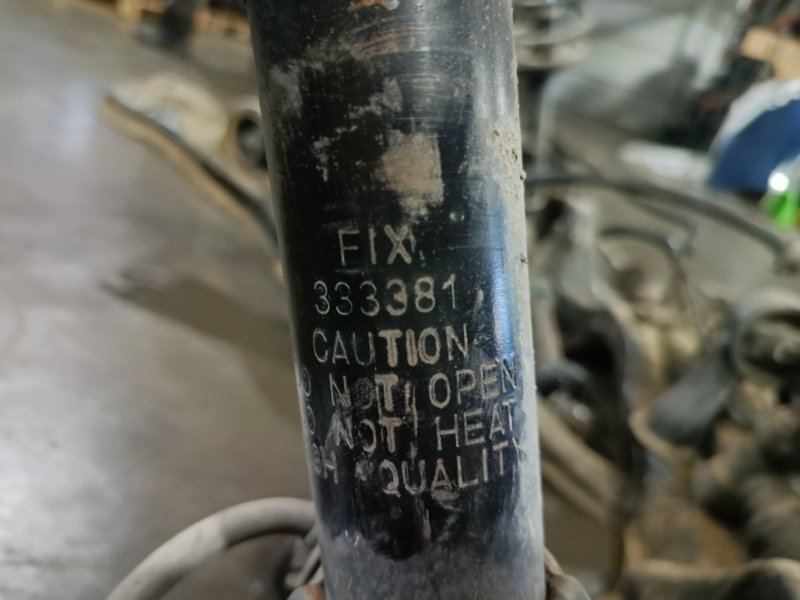 FIX
333381
CAUTION
NOT OPEN
NOT HEAT
QUALITY